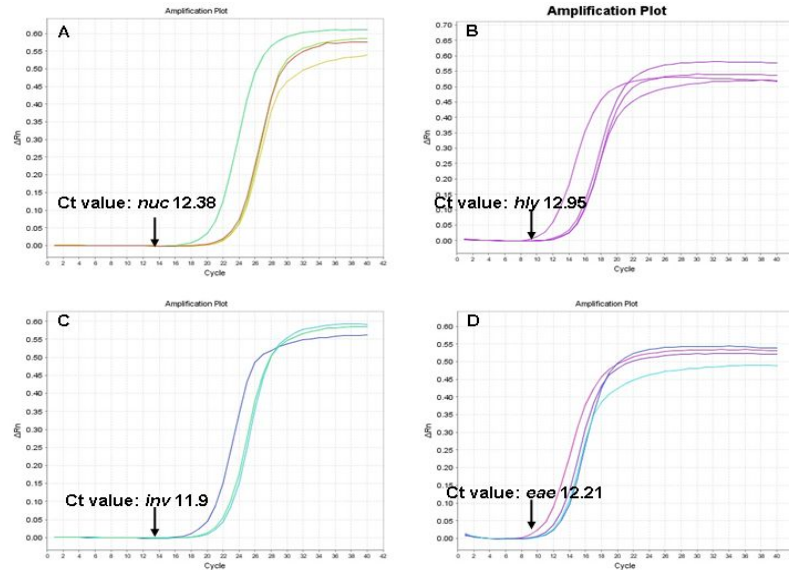 Amplification Plot
A
0.60
0.55
0.50
0.45
0.40
0.35
0.30
0.25
0.20
0.15
0.10
0.05
0.00
ΔRn
Ct value: nuc 12.38
0 2 4 6 8 10 12 14 16 18 20 22 24 26 28 30 32 34 36 38 40 42
Cycle
Amplification Plot
B
0.70
0.65
0.60
0.55
0.50
0.45
0.40
0.35
0.30
0.25
0.20
0.15
0.10
0.05
0.00
ΔRn
Ct value: hly 12.95
0 2 4 6 8 10 12 14 16 18 20 22 24 26 28 30 32 34 36 38 40
Cycle
Amplification Plot
C
0.60
0.55
0.50
0.45
0.40
0.35
0.30
0.25
0.20
0.15
0.10
0.05
0.00
ΔRn
Ct value: inv 11.9
0 2 4 6 8 10 12 14 16 18 20 22 24 26 28 30 32 34 36 38 40 42
Cycle
Amplification Plot
D
0.60
0.55
0.50
0.45
0.40
0.35
0.30
0.25
0.20
0.15
0.10
0.05
0.00
ΔRn
Ct value: eae 12.21
0 2 4 6 8 10 12 14 16 18 20 22 24 26 28 30 32 34 36 38 40
Cycle